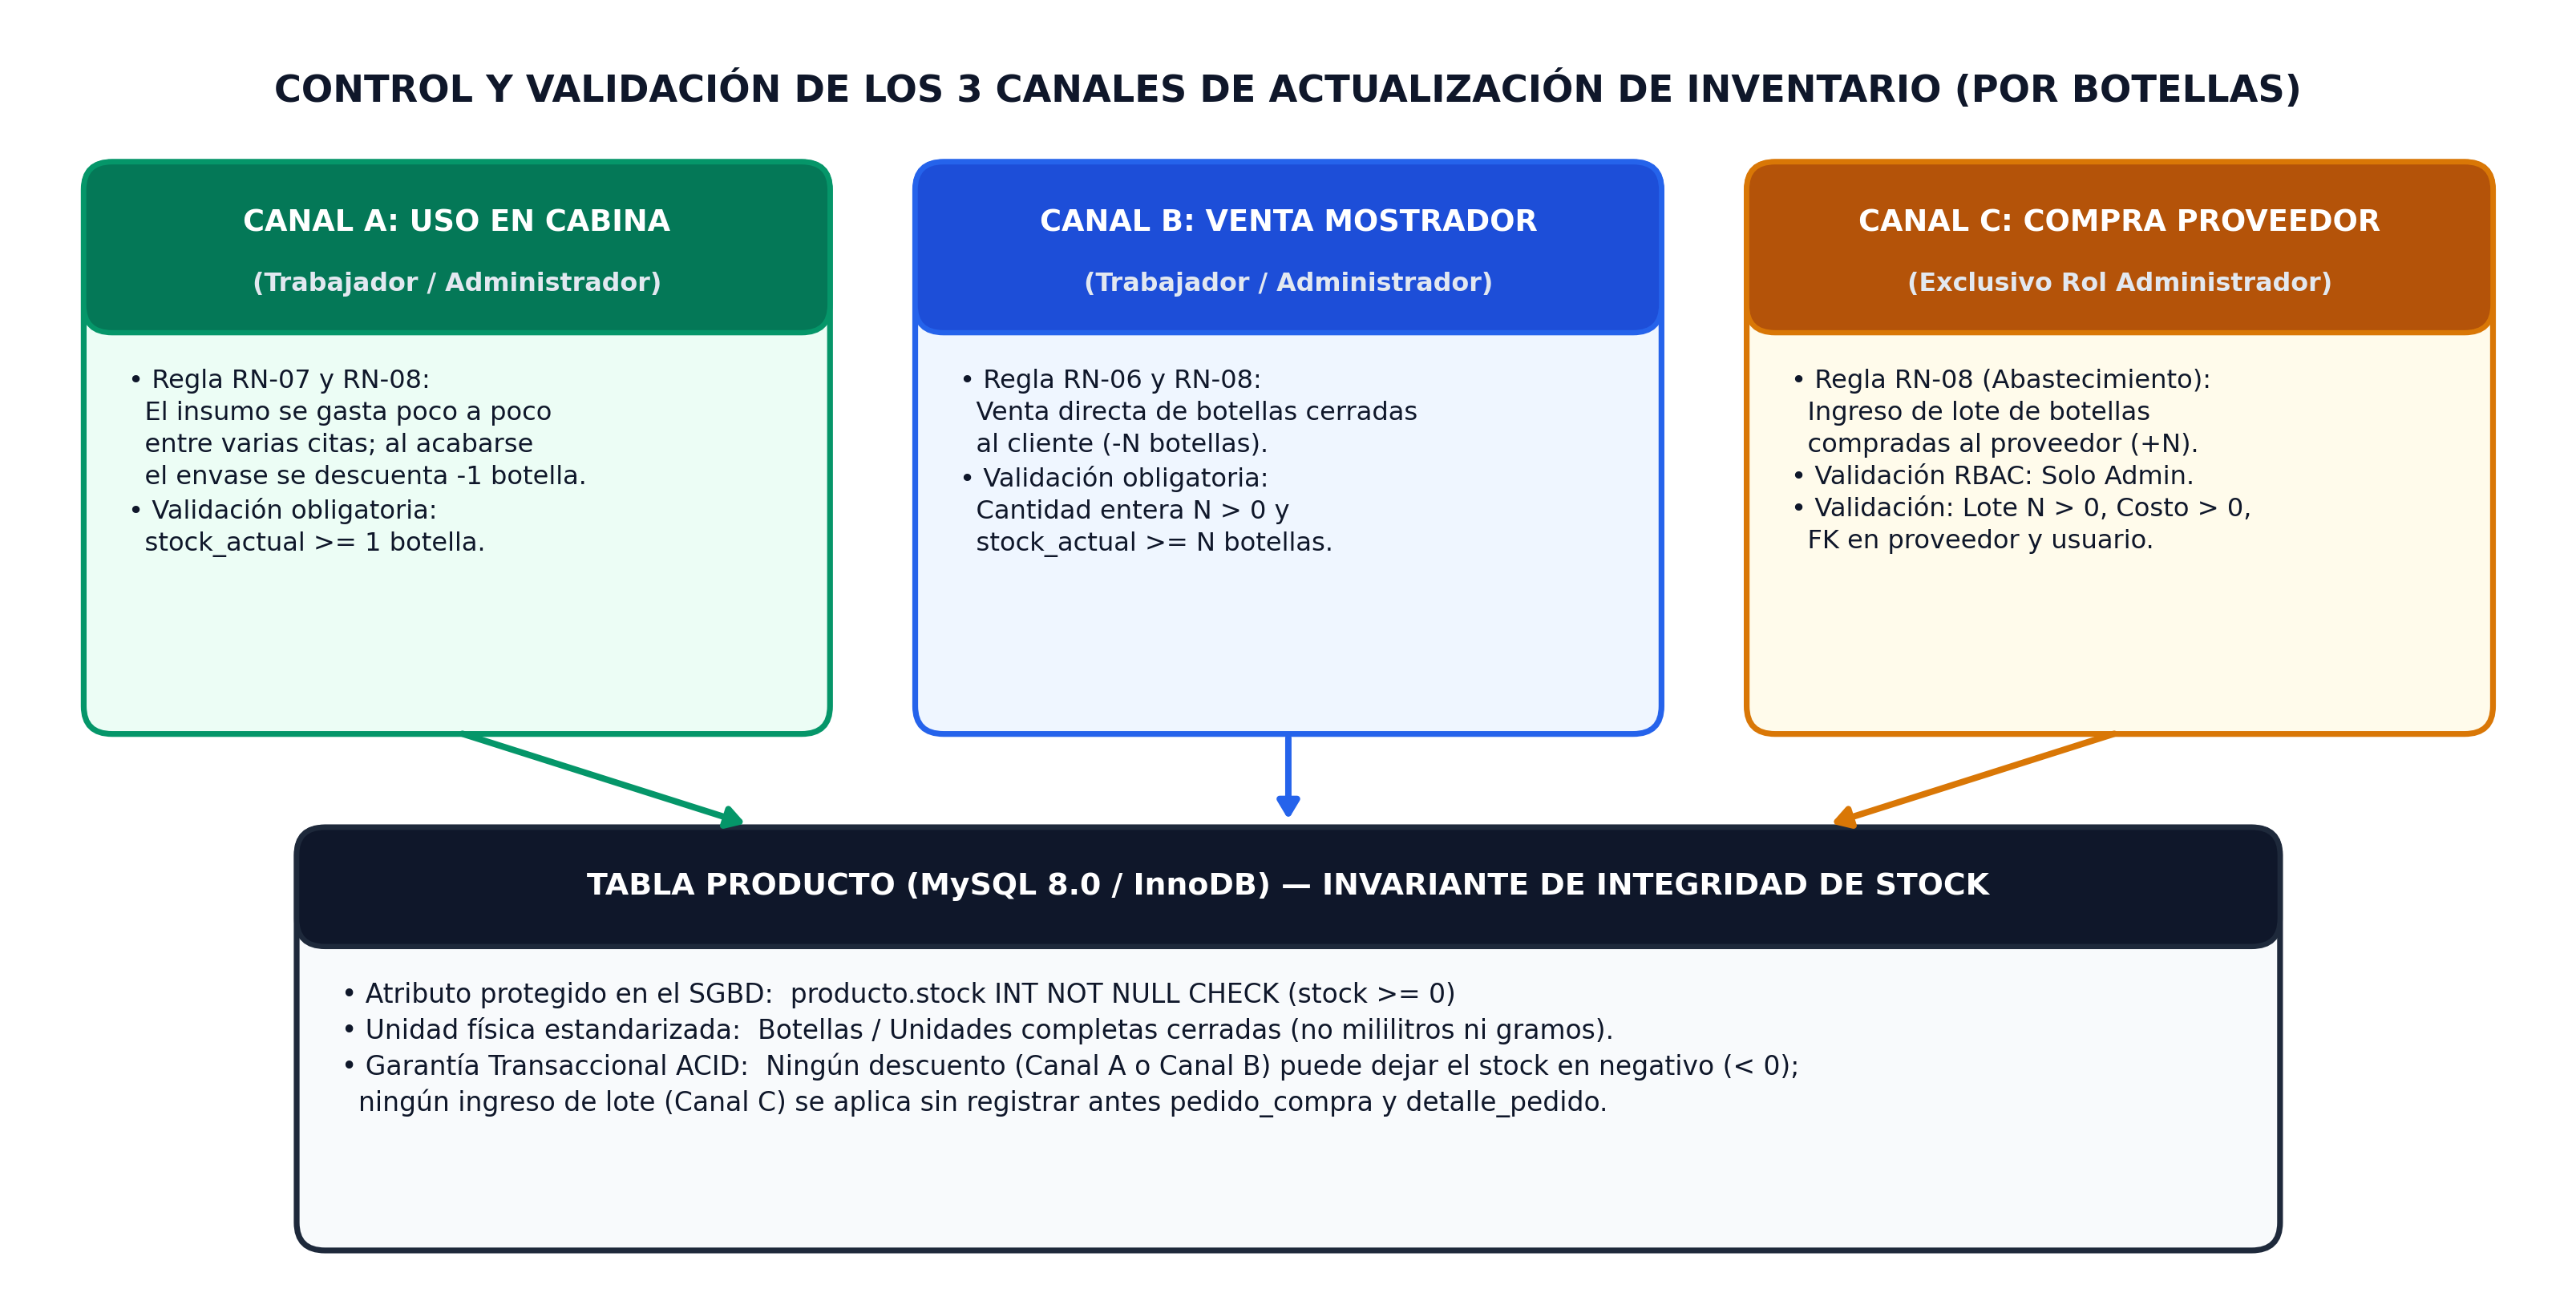 CONTROL Y VALIDACIÓN DE LOS 3 CANALES DE ACTUALIZACIÓN DE INVENTARIO (POR BOTELLAS)
CANAL A: USO EN CABINA
(Trabajador / Administrador)
• Regla RN-07 y RN-08:
El insumo se gasta poco a poco
entre varias citas; al acabarse
el envase se descuenta -1 botella.
• Validación obligatoria:
stock_actual >= 1 botella.
CANAL B: VENTA MOSTRADOR
(Trabajador / Administrador)
• Regla RN-06 y RN-08:
Venta directa de botellas cerradas
al cliente (-N botellas).
• Validación obligatoria:
Cantidad entera N > 0 y
stock_actual >= N botellas.
CANAL C: COMPRA PROVEEDOR
(Exclusivo Rol Administrador)
• Regla RN-08 (Abastecimiento):
Ingreso de lote de botellas
compradas al proveedor (+N).
• Validación RBAC: Solo Admin.
• Validación: Lote N > 0, Costo > 0,
FK en proveedor y usuario.
TABLA PRODUCTO (MySQL 8.0 / InnoDB) — INVARIANTE DE INTEGRIDAD DE STOCK
• Atributo protegido en el SGBD:  producto.stock INT NOT NULL CHECK (stock >= 0)
• Unidad física estandarizada:  Botellas / Unidades completas cerradas (no mililitros ni gramos).
• Garantía Transaccional ACID:  Ningún descuento (Canal A o Canal B) puede dejar el stock en negativo (< 0);
ningún ingreso de lote (Canal C) se aplica sin registrar antes pedido_compra y detalle_pedido.